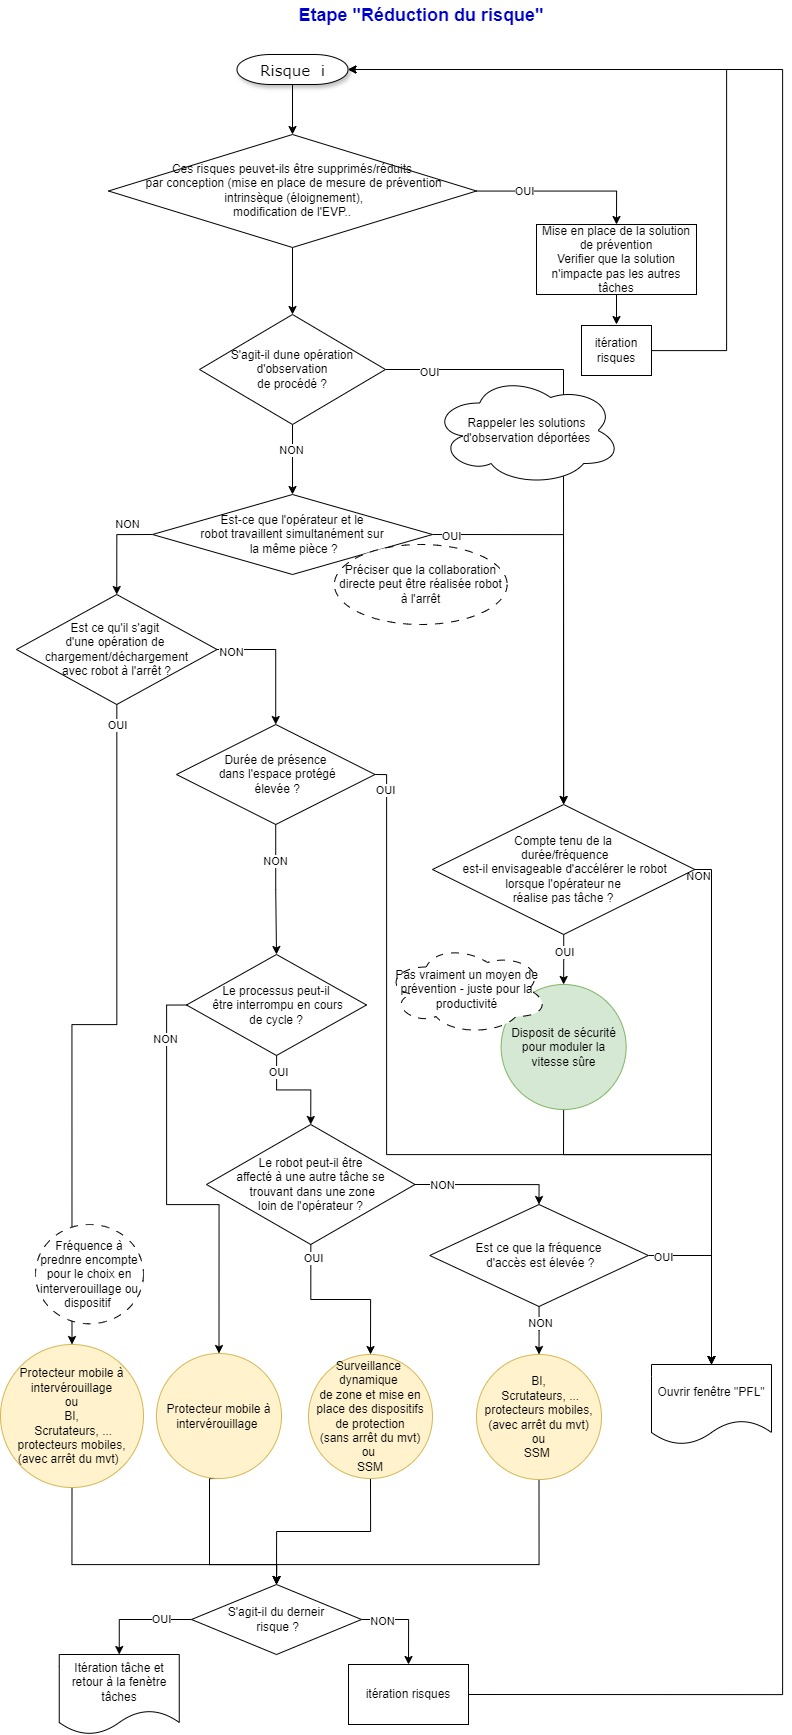 Etape "Réduction du risque"
Risque i
Ces risques peuvet-ils être supprimés/réduits
par conception (mise en place de mesure de prévention
intrinsèque (éloignement),
modification de l'EVP..
OUI
Mise en place de la solution
de prévention
Verifier que la solution
n'impacte pas les autres
tâches
itération
risques
S'agit-il dune opération
d'observation
de procédé ?
OUI
Rappeler les solutions
d'observation déportées
NON
Est-ce que l'opérateur et le
robot travaillent simultanément sur
la même pièce ?
NON
OUI
Préciser que la collaboration
directe peut être réalisée robot
à l'arrêt
Est ce qu'il s'agit
d'une opération de
chargement/déchargement
avec robot à l'arrêt ?
NON
OUI
Durée de présence
dans l'espace protégé
élevée ?
OUI
NON
Compte tenu de la
durée/fréquence
est-il envisageable d'accélérer le robot
lorsque l'opérateur ne
réalise pas tâche ?
NON
OUI
Pas vraiment un moyen de
prévention - juste pour la
productivité
Disposit de sécurité
pour moduler la
vitesse sûre
Le processus peut-il
être interrompu en cours
de cycle ?
NON
OUI
Le robot peut-il être
affecté à une autre tâche se
trouvant dans une zone
loin de l'opérateur ?
NON
OUI
Est ce que la fréquence
d'accès est élevée ?
OUI
NON
Fréquence à
prednre encompte
pour le choix en
interverouillage ou
dispositif
Protecteur mobile à
intervérouillage
ou
BI,
Scrutateurs, ...
protecteurs mobiles,
(avec arrêt du mvt)
Protecteur mobile à
intervérouillage
Surveillance
dynamique
de zone et mise en
place des dispositifs
de protection
(sans arrêt du mvt)
ou
SSM
BI,
Scrutateurs, ...
protecteurs mobiles,
(avec arrêt du mvt)
ou
SSM
Ouvrir fenêtre "PFL"
S'agit-il du derneir
risque ?
OUI
NON
Itération tâche et
retour à la fenètre
tâches
itération risques